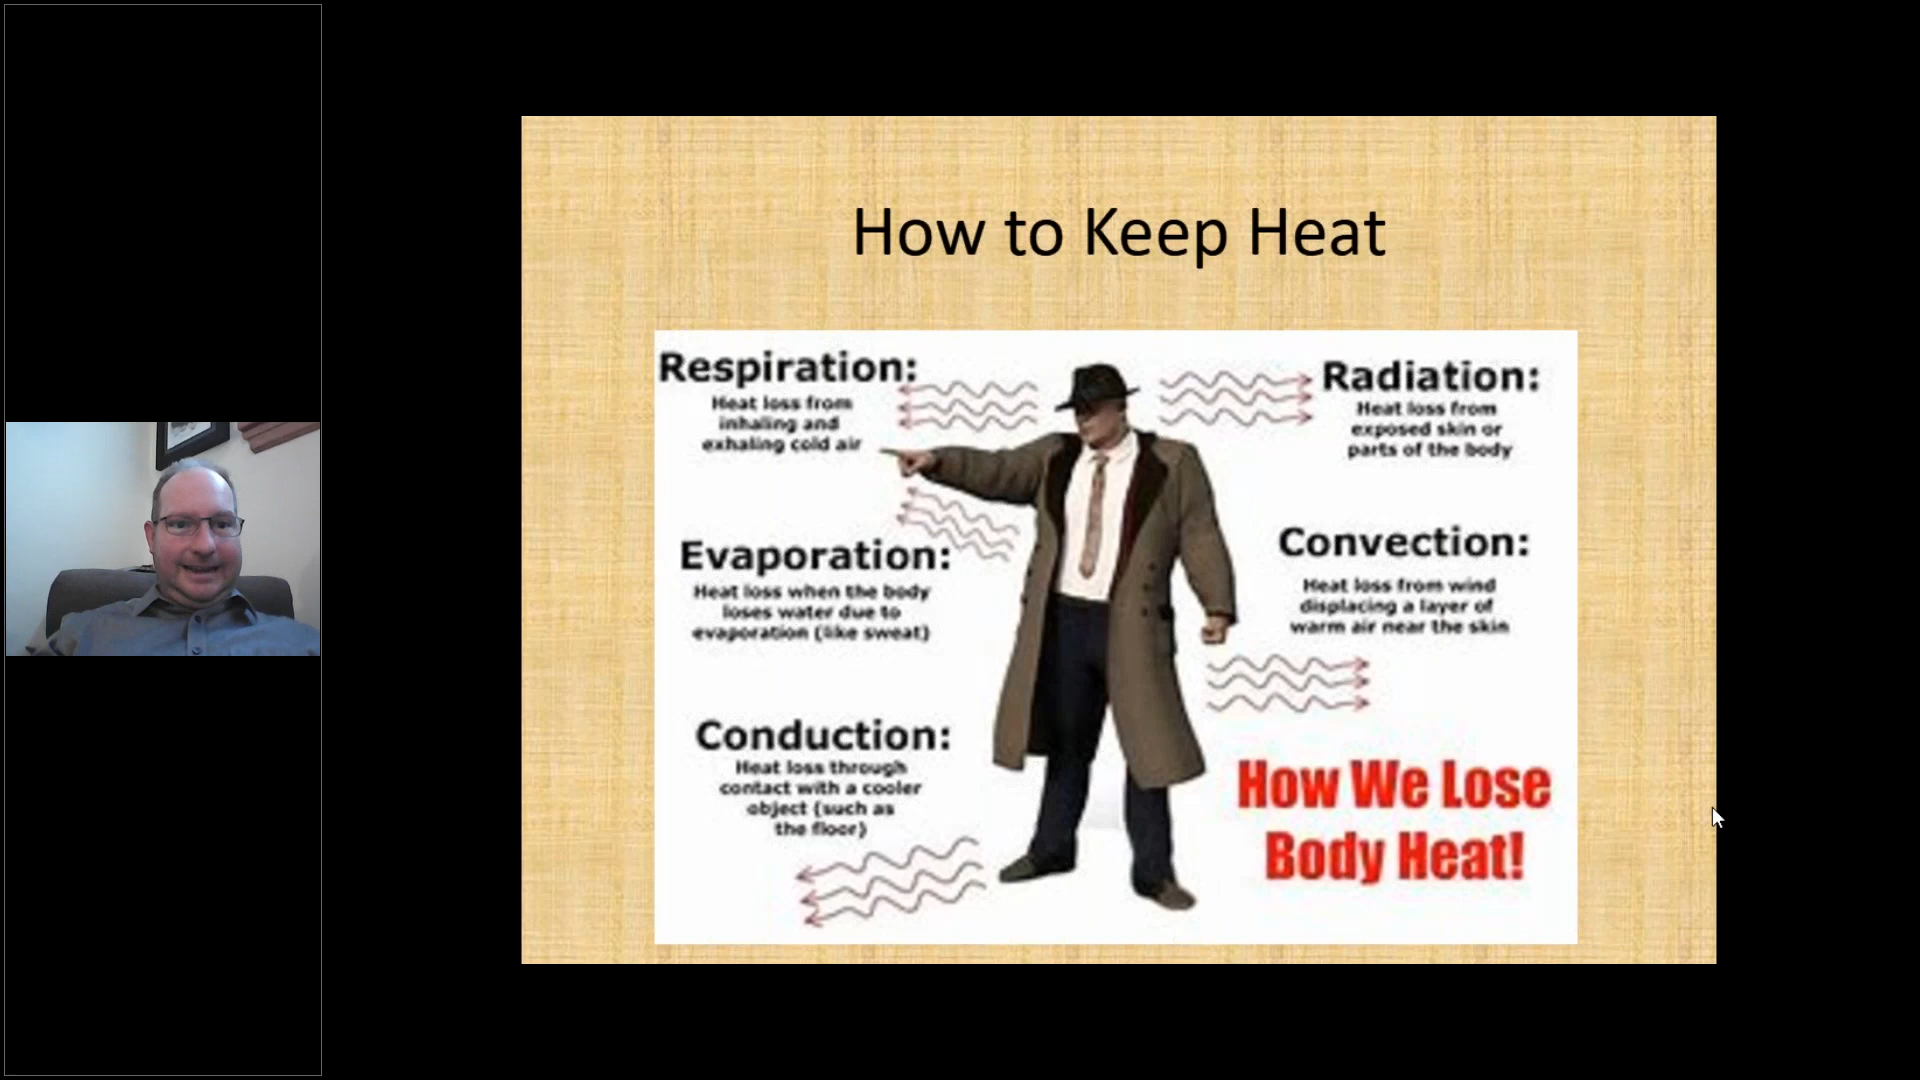 How to Keep Heat
Respiration:
Heat loss from
inhaling and
exhaling cold air
Evaporation:
Heat loss when the body
loses water due to
evaporation (like sweat)
Conduction:
Heat loss through
contact with a cooler
object (such as
the floor)
Radiation:
Heat loss from
exposed skin or
parts of the body
Convection:
Heat loss from wind
displacing a layer of
warm air near the skin
How We Lose
Body Heat!